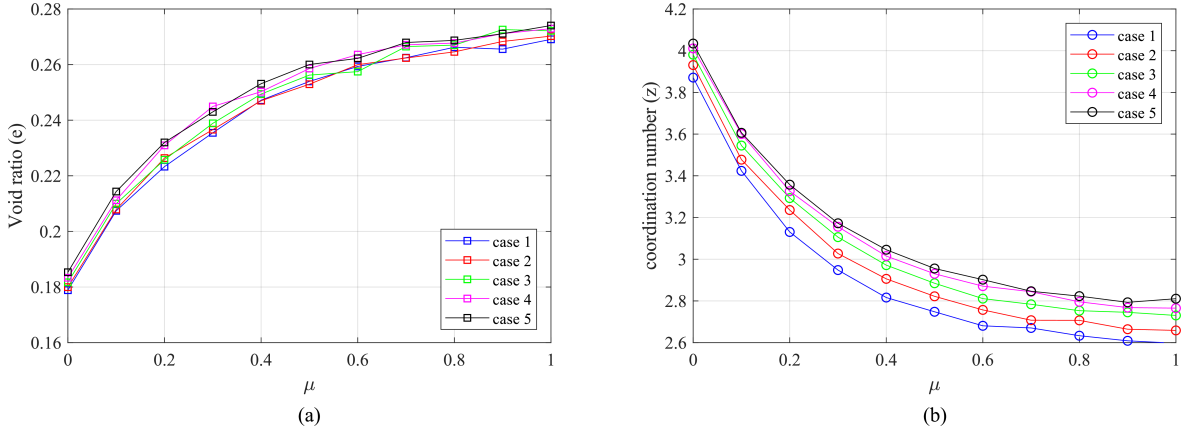 0.28
0.26
0.24
0.22
0.2
0.18
0.16
Void ratio (e)
case 1
case 2
case 3
case 4
case 5
0 0.2 0.4 0.6 0.8 1
μ
(a)
4.2
4
3.8
3.6
3.4
3.2
3
2.8
2.6
coordination number (z)
case 1
case 2
case 3
case 4
case 5
0 0.2 0.4 0.6 0.8 1
μ
(b)